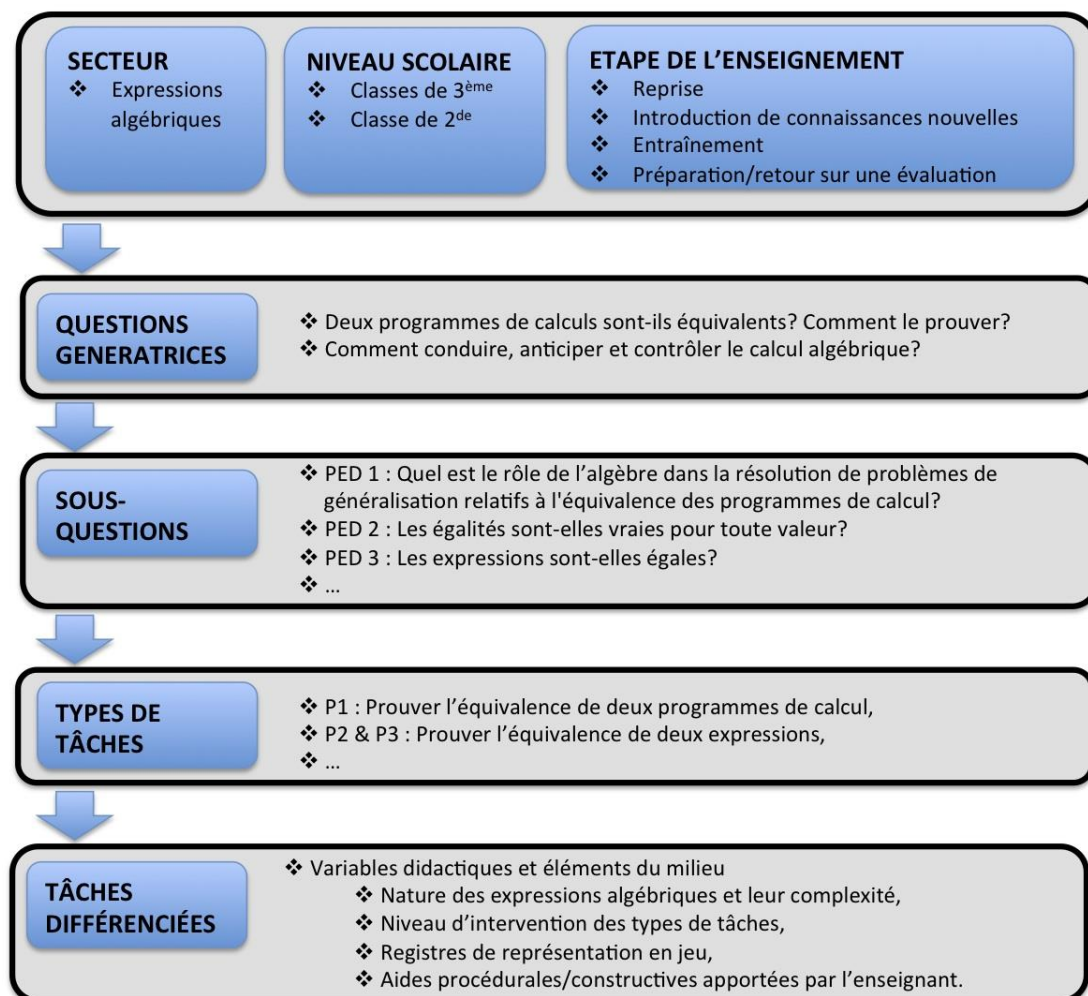 SECTEUR
❖ Expressions
algébriques
NIVEAU SCOLAIRE
❖ Classes de 3ème
❖ Classe de 2de
ETAPE DE L'ENSEIGNEMENT
❖ Reprise
❖ Introduction de connaissances nouvelles
❖ Entraînement
❖ Préparation/retour sur une évaluation
QUESTIONS
GENERATRICES
❖ Deux programmes de calculs sont-ils équivalents? Comment le prouver?
❖ Comment conduire, anticiper et contrôler le calcul algébrique?
SOUS-
QUESTIONS
❖ PED 1 : Quel est le rôle de l'algèbre dans la résolution de problèmes de
généralisation relatifs à l'équivalence des programmes de calcul?
❖ PED 2 : Les égalités sont-elles vraies pour toute valeur?
❖ PED 3 : Les expressions sont-elles égales?
❖ ...
TYPES DE
TÂCHES
❖ P1 : Prouver l'équivalence de deux programmes de calcul,
❖ P2 & P3 : Prouver l'équivalence de deux expressions,
❖ ...
TÂCHES
DIFFÉRENCIÉES
❖ Variables didactiques et éléments du milieu
❖ Nature des expressions algébriques et leur complexité,
❖ Niveau d'intervention des types de tâches,
❖ Registres de représentation en jeu,
❖ Aides procédurales/constructives apportées par l'enseignant.